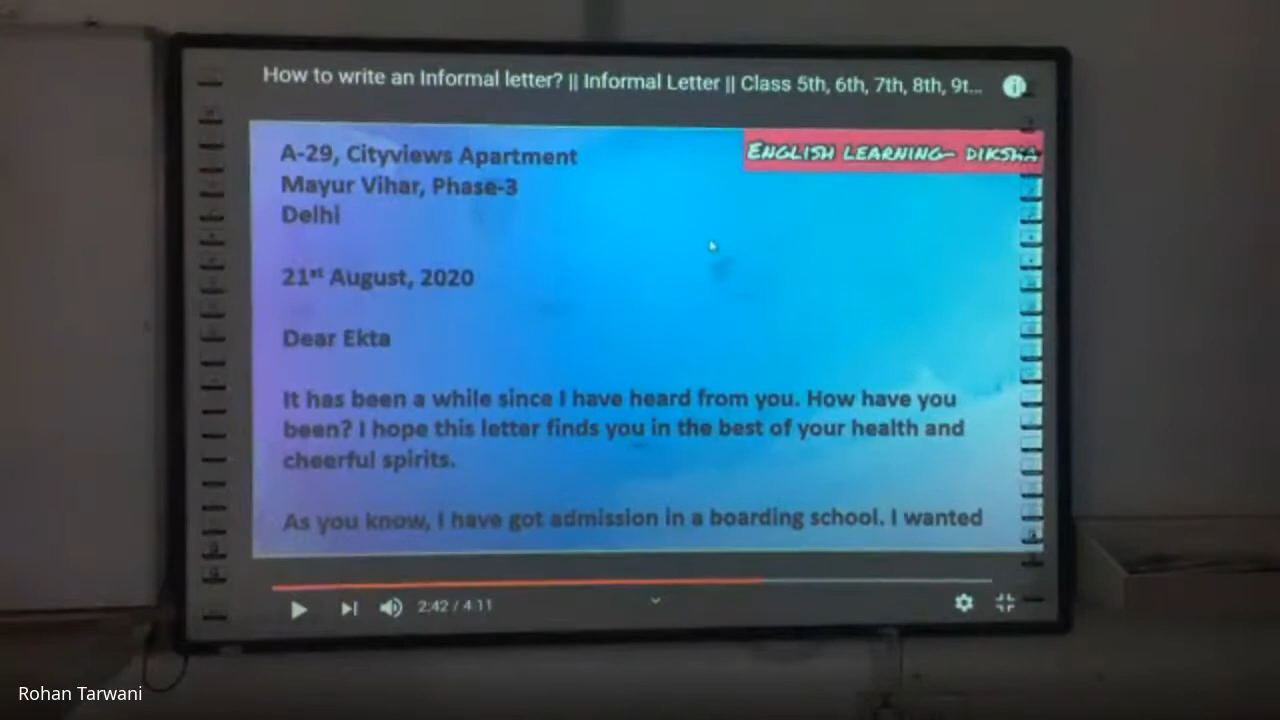 How to write an Informal letter? || Informal Letter || Class 5th, 6th, 7th, 8th, 9t...
ENGLISH LEARNING- DIKSHA
A-29, Cityviews Apartment
Mayur Vihar, Phase-3
Delhi
21st August, 2020
Dear Ekta
It has been a while since I have heard from you. How have you
been? I hope this letter finds you in the best of your health and
cheerful spirits.
As you know, I have got admission in a boarding school. I wanted
2:42 / 4:11
Rohan Tarwani